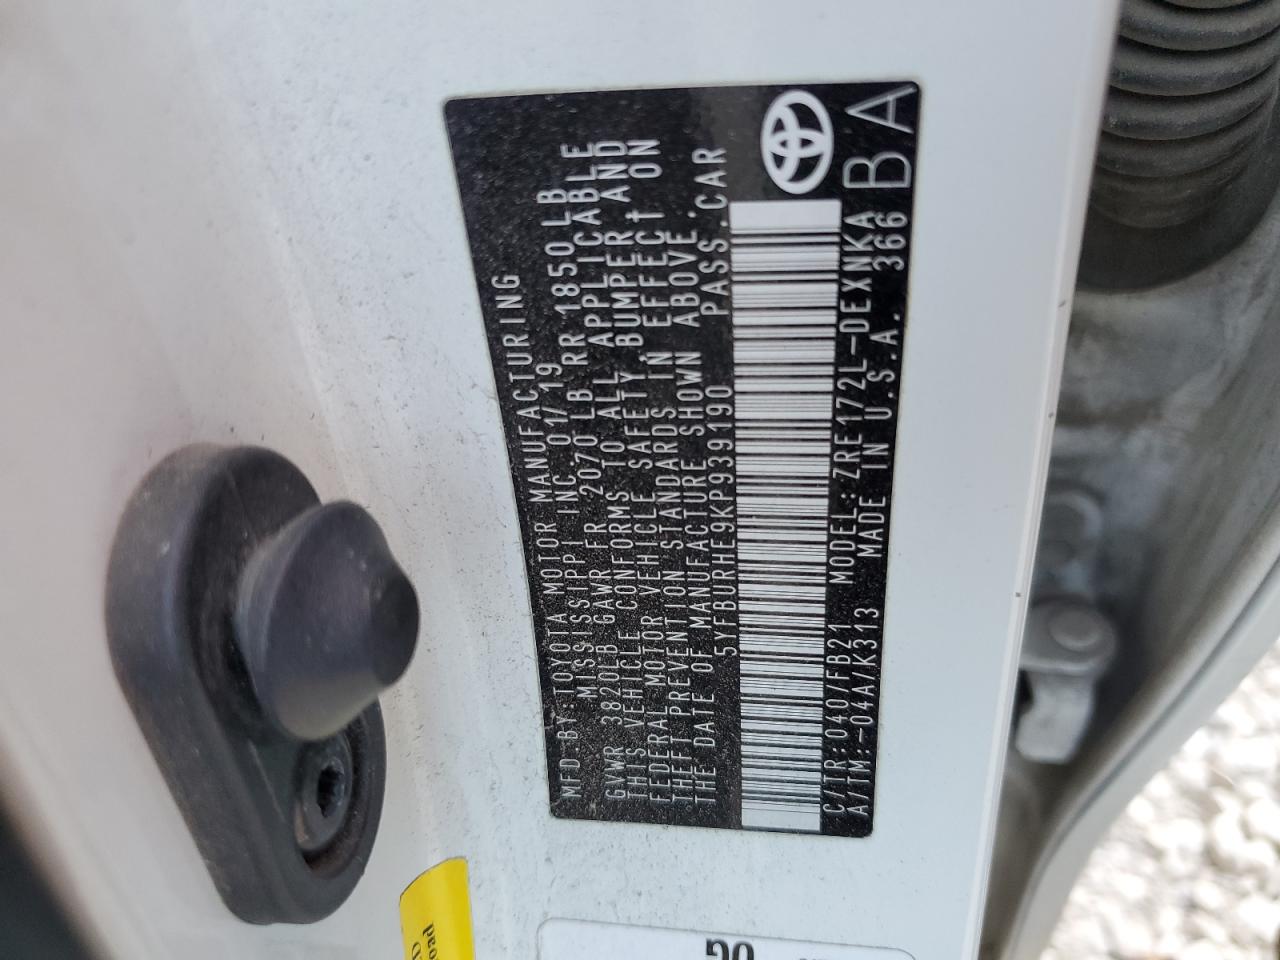 MFD.BY:TOYOTA MOTOR MANUFACTURING
MISSISSIPPI INC. 01/19
GVWR 3820LB GAWR FR 2070LB RR 1850LB
THIS VEHICLE CONFORMS TO ALL APPLICABLE
FEDERAL MOTOR VEHICLE SAFETY,BUMPER,AND
THEFT PREVENTION STANDARDS IN EFFECT ON
THE DATE OF MANUFACTURE SHOWN ABOVE.
5YFBURHE9KP939190 PASS.CAR
C/TR:040/FB21 MODEL:ZRE172L-DEXNKA
A/TM:-04A/K313 MADE IN U.S.A. 366
BA